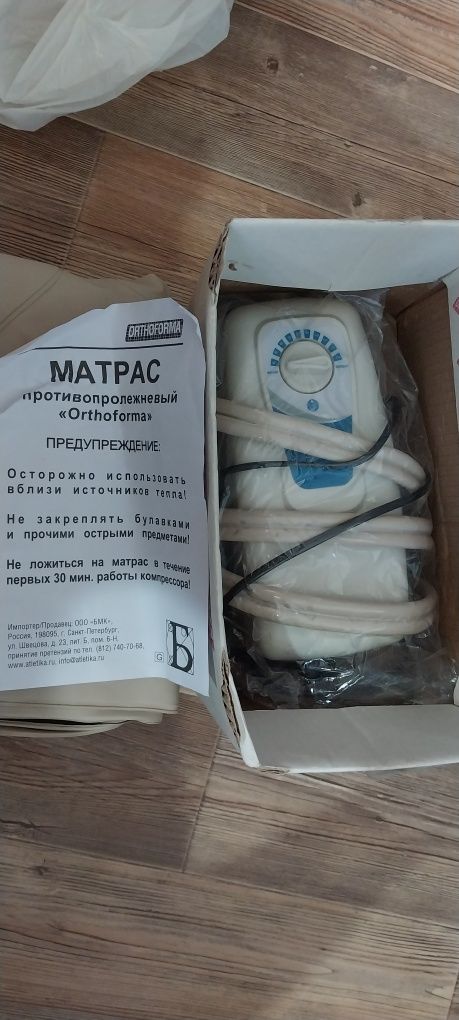 ORTHOFORMA
МАТРАС
противопролежневый
«Orthoforma»
ПРЕДУПРЕЖДЕНИЕ:
Осторожно использовать
вблизи источников тепла!
Не закреплять булавками
и прочими острыми предметами!
Не ложиться на матрас в течение
первых 30 мин. работы компрессора!
Импортер/Продавец: ООО «БМК»,
Россия, 198095, г. Санкт-Петербург,
ул. Швецова, д. 23, лит. Б, пом. Б-Н.
принятие претензий по тел. (812) 740-70-68,
www.atletika.ru, info@atletika.ru
G
Б